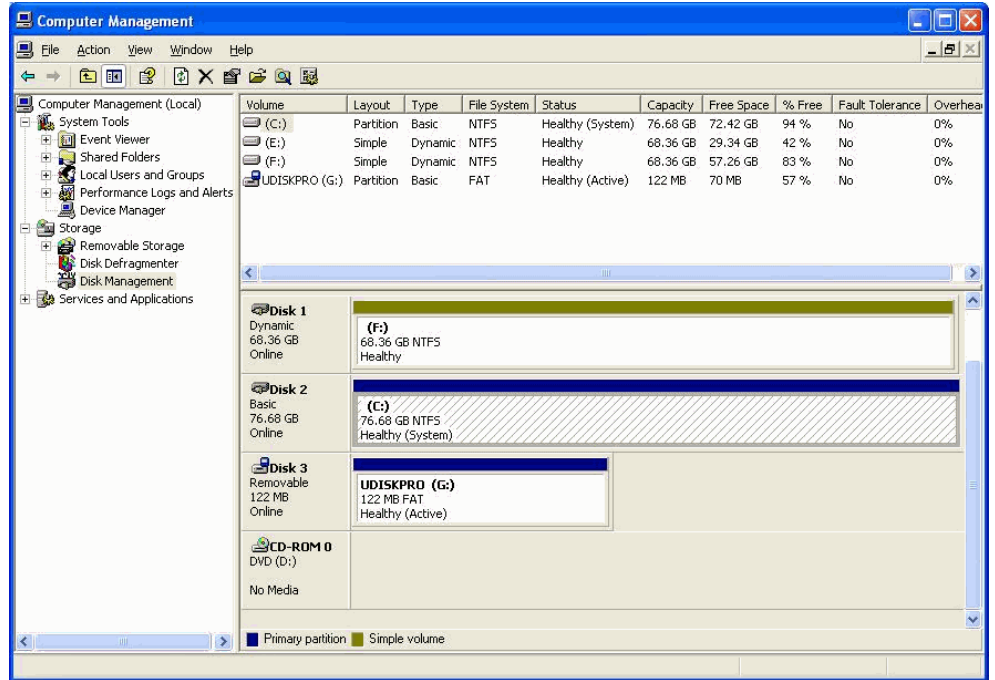 Computer Management
File Action View Window Help
Computer Management (Local)
System Tools
Event Viewer
Shared Folders
Local Users and Groups
Performance Logs and Alerts
Device Manager
Storage
Removable Storage
Disk Defragmenter
Disk Management
Services and Applications
Volume Layout Type File System Status Capacity Free Space % Free Fault Tolerance Overhea
(C:) Partition Basic NTFS Healthy (System) 76.68 GB 72.42 GB 94 % No 0%
(E:) Simple Dynamic NTFS Healthy 68.36 GB 29.34 GB 42 % No 0%
(F:) Simple Dynamic NTFS Healthy 68.36 GB 57.26 GB 83 % No 0%
UDISKPRO (G:) Partition Basic FAT Healthy (Active) 122 MB 70 MB 57 % No 0%
Disk 1
Dynamic
68.36 GB
Online
(F:)
68.36 GB NTFS
Healthy
Disk 2
Basic
76.68 GB
Online
(C:)
76.68 GB NTFS
Healthy (System)
Disk 3
Removable
122 MB
Online
UDISKPRO (G:)
122 MB FAT
Healthy (Active)
CD-ROM 0
DVD (D:)
No Media
Primary partition Simple volume